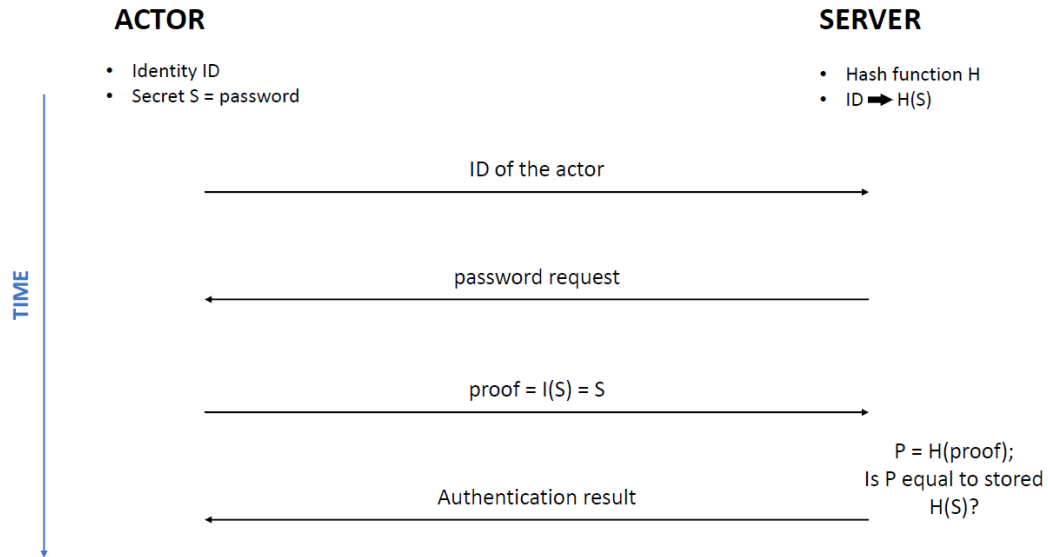 ACTOR
SERVER
• Identity ID
• Secret S = password
• Hash function H
• ID ➡ H(S)
TIME
ID of the actor
password request
proof = I(S) = S
P = H(proof);
Is P equal to stored
H(S)?
Authentication result